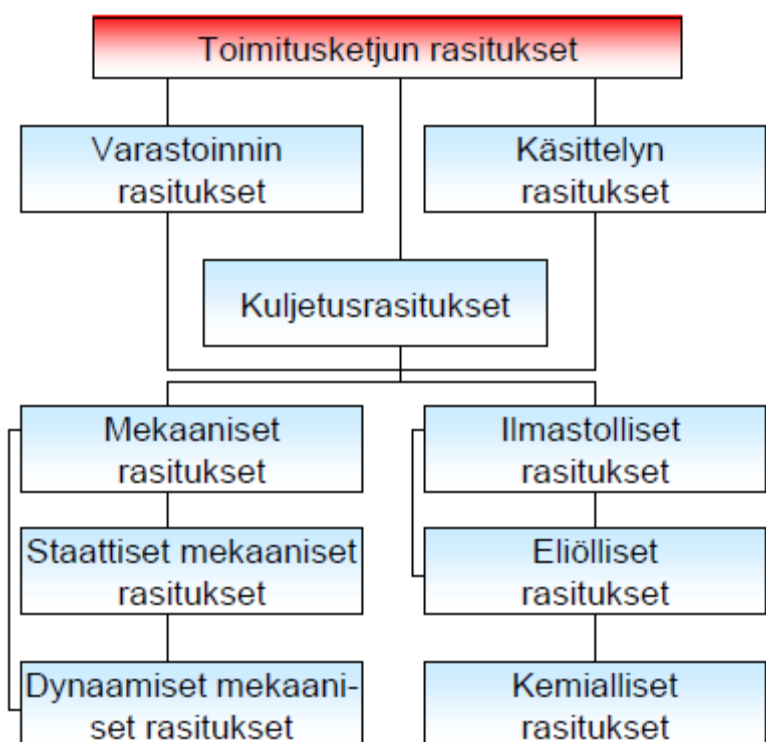 Toimitusketjun rasitukset
Varastoinnin
rasitukset
Käsittelyn
rasitukset
Kuljetusrasitukset
Mekaaniset
rasitukset
Ilmastolliset
rasitukset
Staattiset mekaaniset
rasitukset
Eliölliset
rasitukset
Dynaamiset mekaani-
set rasitukset
Kemialliset
rasitukset